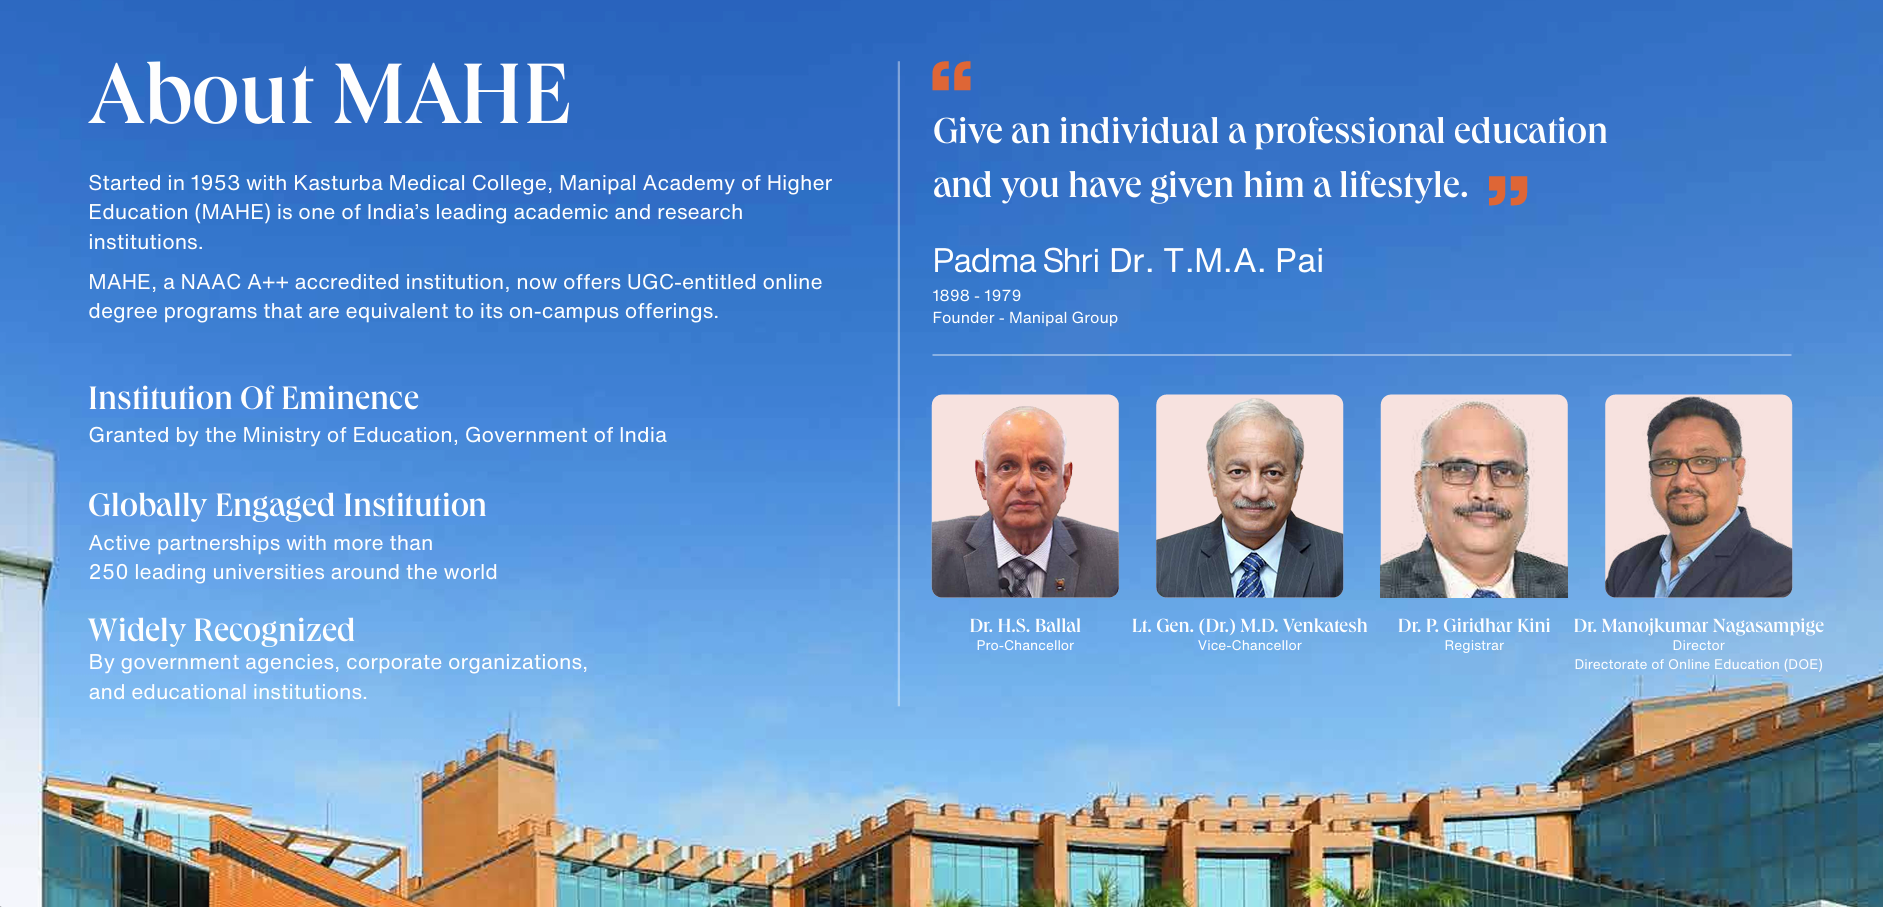 About MAHE
Started in 1953 with Kasturba Medical College, Manipal Academy of Higher
Education (MAHE) is one of India’s leading academic and research
institutions.
MAHE, a NAAC A++ accredited institution, now offers UGC-entitled online
degree programs that are equivalent to its on-campus offerings.
Institution Of Eminence
Granted by the Ministry of Education, Government of India
Globally Engaged Institution
Active partnerships with more than
250 leading universities around the world
Widely Recognized
By government agencies, corporate organizations,
and educational institutions.
“
Give an individual a professional education
and you have given him a lifestyle. ”
Padma Shri Dr. T.M.A. Pai
1898 - 1979
Founder - Manipal Group
Dr. H.S. Ballal
Pro-Chancellor
Lt. Gen. (Dr.) M.D. Venkatesh
Vice-Chancellor
Dr. P. Giridhar Kini
Registrar
Dr. Manojkumar Nagasampige
Director
Directorate of Online Education (DOE)